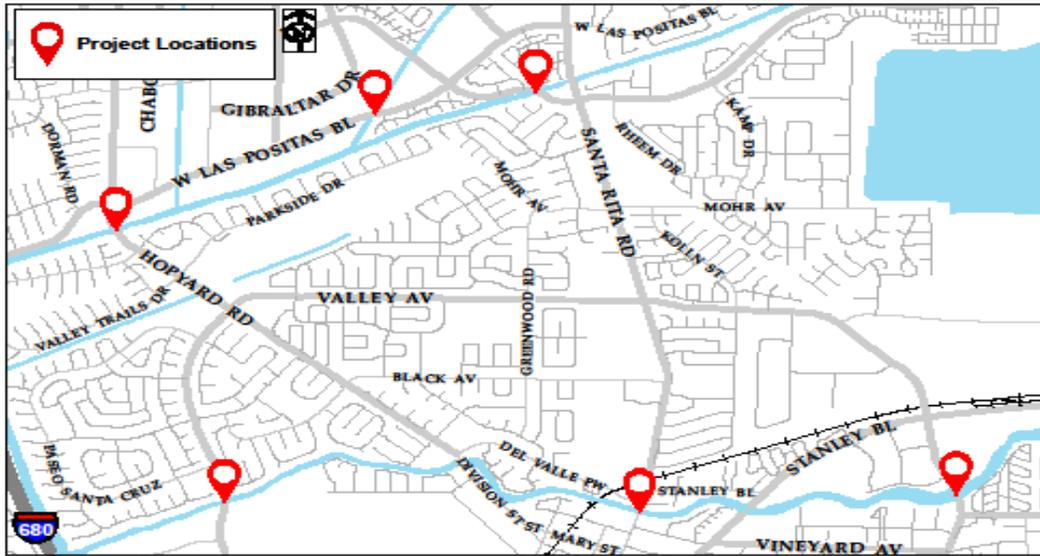 Project Locations
W LAS POSITAS BL
CHABO
GIBRALTAR DR
DORMAN RD
W LAS POSITAS BL
KAMP DR
RHEEM DR
SANTA RITA RD
MOHR AV
PARKSIDE DR
MOHR AV
KOLLN ST
HOPYARD RD
VALLEY AV
GREENWOOD RD
VALLEY TRAILS DR
BLACK AV
STANLEY BL
DEL VALLE PW
PASEO SANTA CRUZ
DIVISION ST
STANLEY BL
ST MARY ST
VINEYARD AV
680